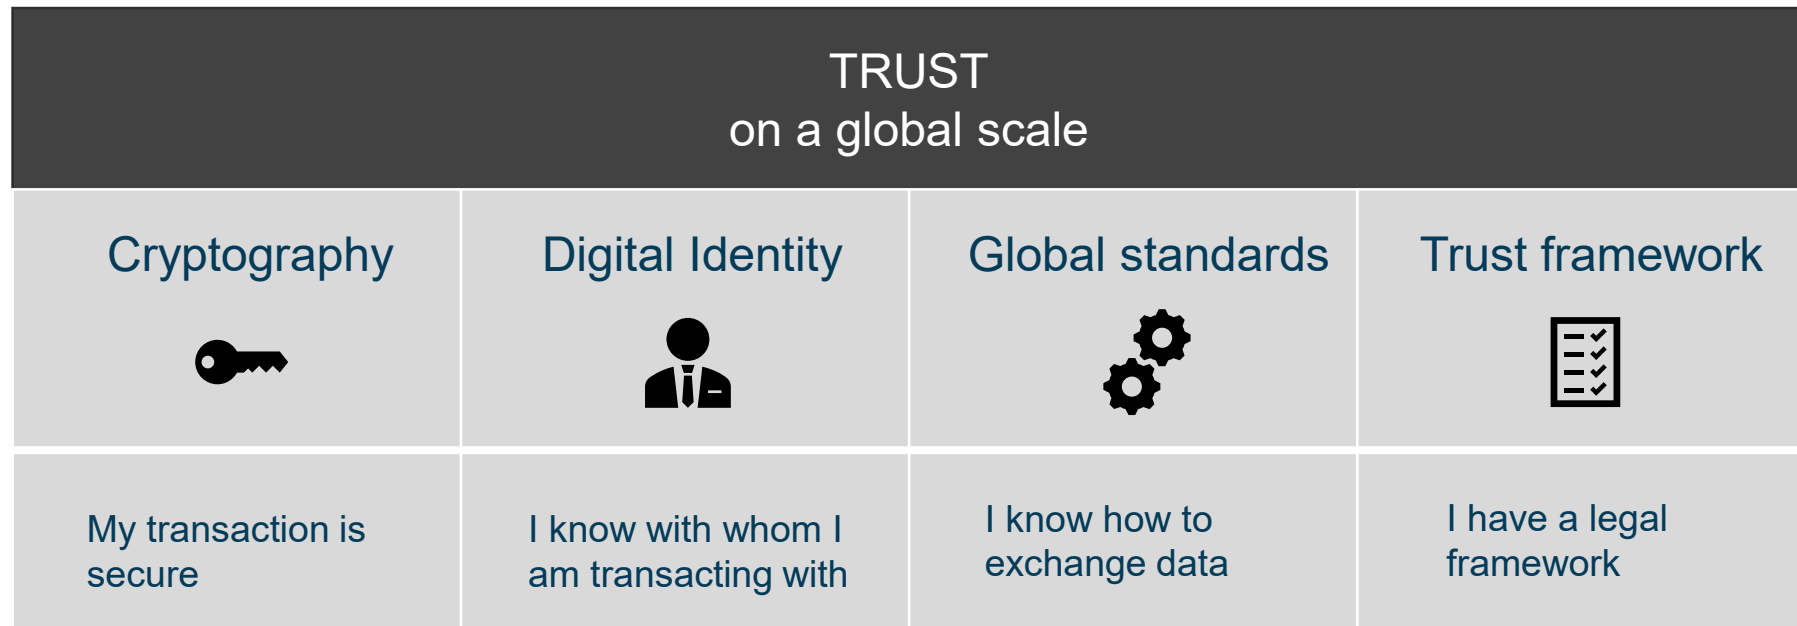 TRUST
on a global scale
Cryptography
Digital Identity
Global standards
Trust framework
My transaction is
secure
I know with whom I
am transacting with
I know how to
exchange data
I have a legal
framework